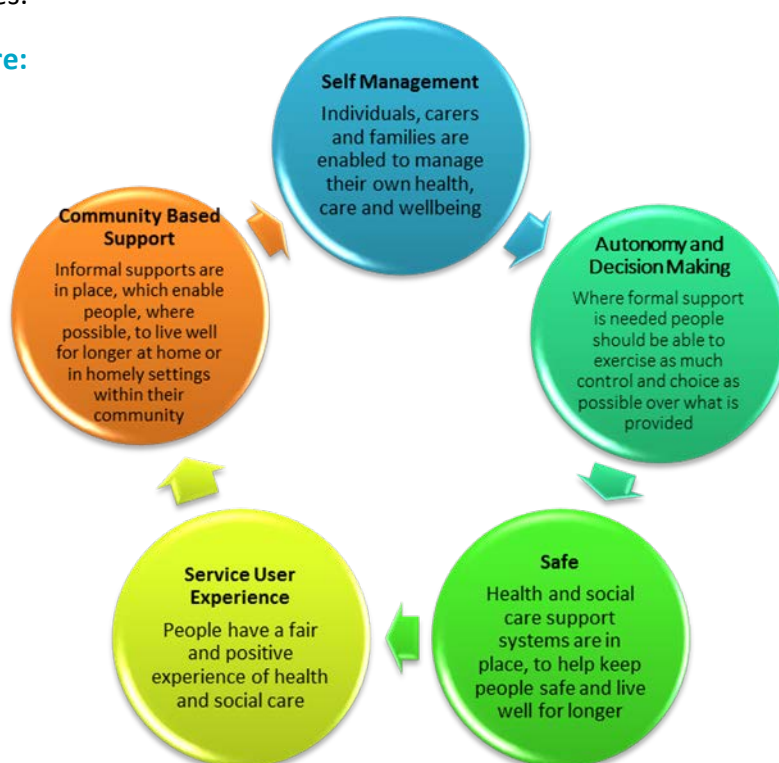 es.
re:
Self Management
Individuals, carers
and families are
enabled to manage
their own health,
care and wellbeing
Autonomy and
Decision Making
Where formal support
is needed people
should be able to
exercise as much
control and choice as
possible over what is
provided
Safe
Health and social
care support
systems are in
place, to help keep
people safe and live
well for longer
Service User
Experience
People have a fair
and positive
experience of health
and social care
Community Based
Support
Informal supports are
in place, which enable
people, where
possible, to live well
for longer at home or
in homely settings
within their
community